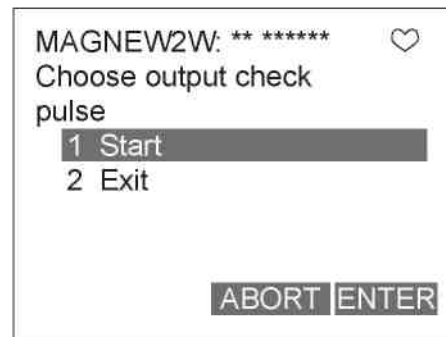 MAGNEW2W: ** ******
Choose output check
pulse
1 Start
2 Exit
ABORT ENTER